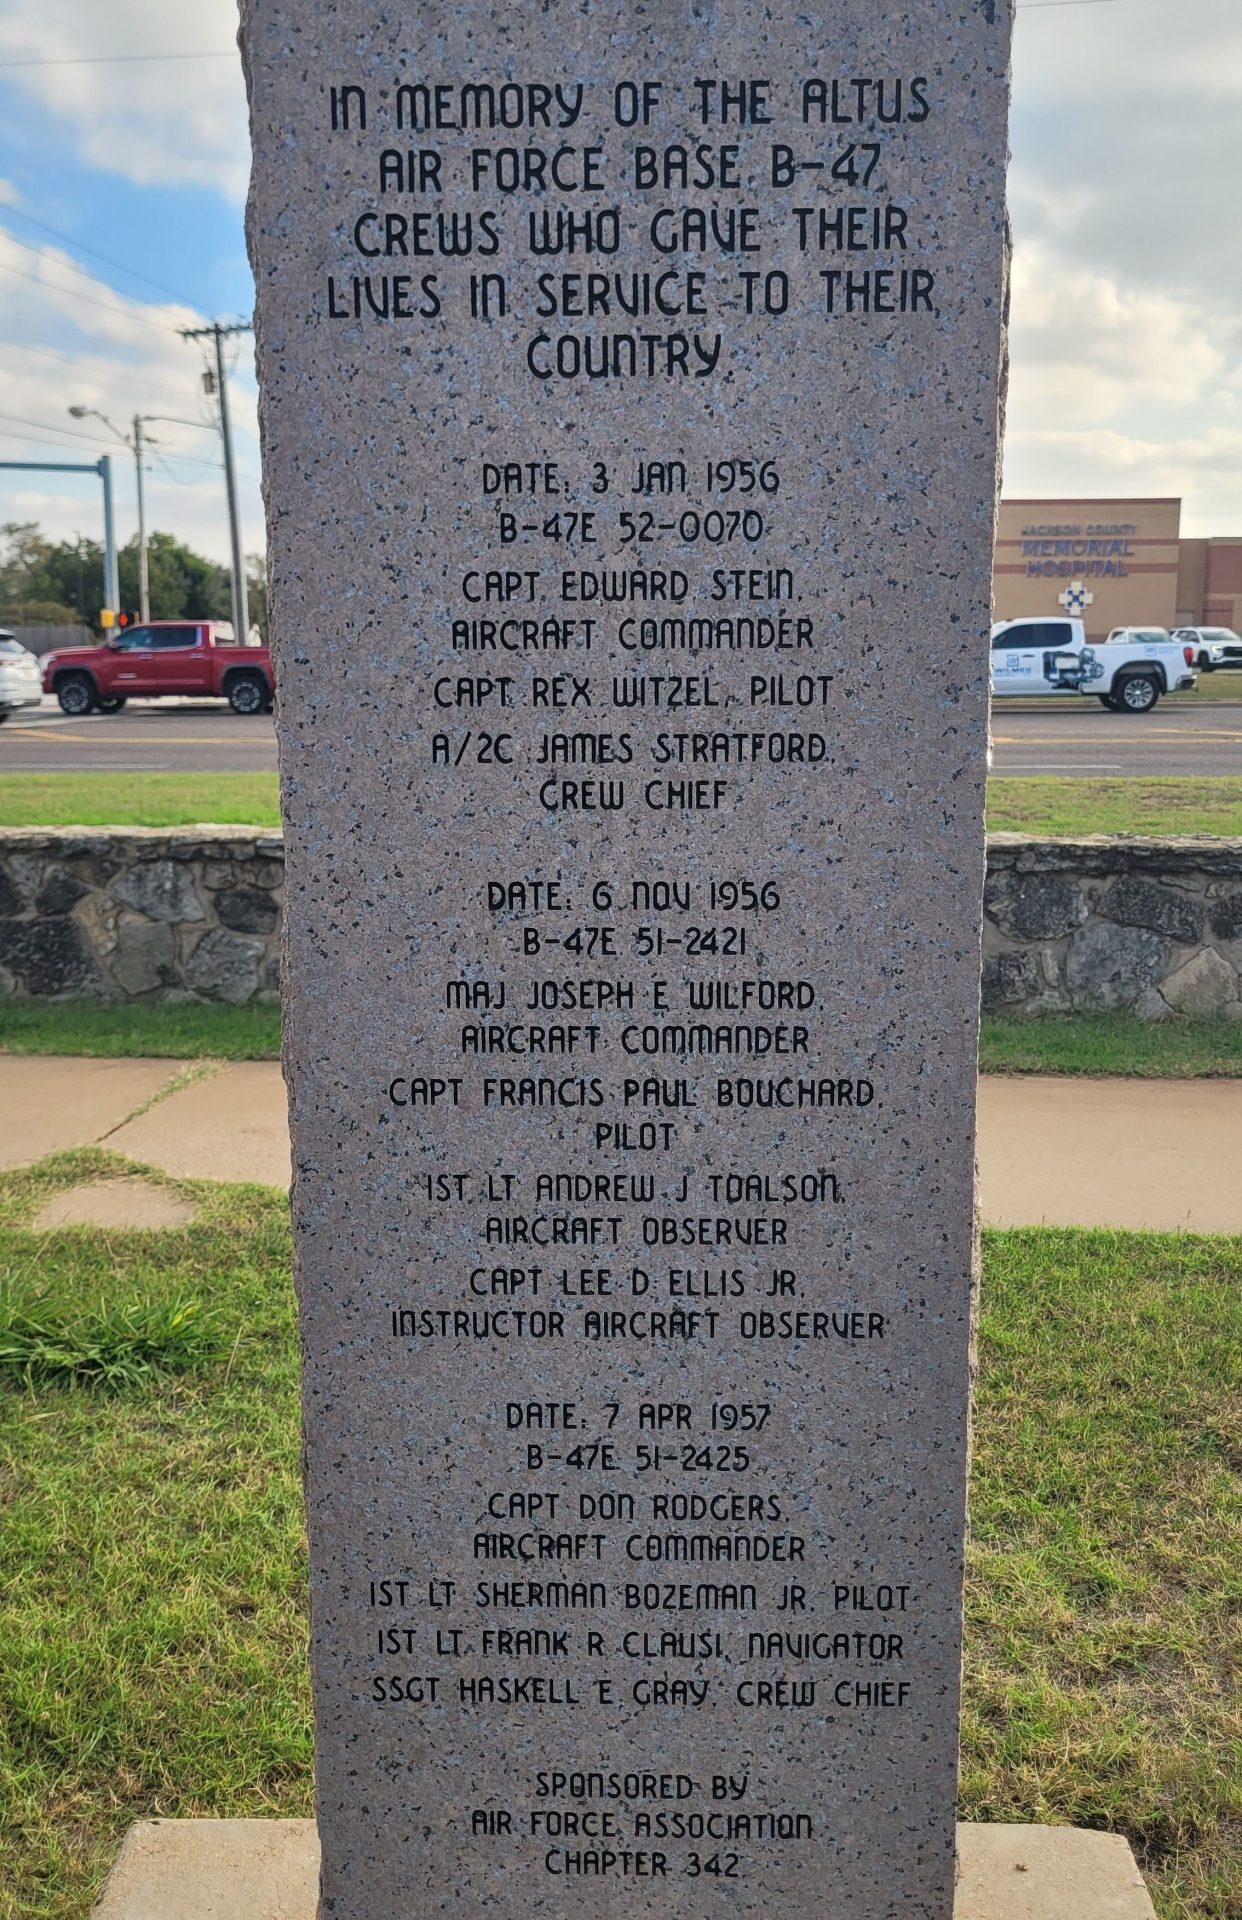 IN MEMORY OF THE ALTUS
AIR FORCE BASE B-47
CREWS WHO GAVE THEIR
LIVES IN SERVICE TO THEIR
COUNTRY.
DATE: 3 JAN 1956
B-47E 52-0070
CAPT EDWARD STEIN,
AIRCRAFT COMMANDER
CAPT REX WITZEL, PILOT
A/2C JAMES STRATFORD,
CREW CHIEF
DATE: 6 NOV 1956
B-47E 51-2421
MAJ JOSEPH E WILFORD,
AIRCRAFT COMMANDER
CAPT FRANCIS PAUL BOUCHARD,
PILOT
1ST LT ANDREW J TOALSON,
AIRCRAFT OBSERVER
CAPT LEE D ELLIS JR,
INSTRUCTOR AIRCRAFT OBSERVER
DATE: 7 APR 1957
B-47E 51-2425
CAPT DON RODGERS,
AIRCRAFT COMMANDER
1ST LT SHERMAN BOZEMAN JR, PILOT
1ST LT FRANK R CLAUSI, NAVIGATOR
SSGT HASKELL E GRAY, CREW CHIEF
SPONSORED BY
AIR FORCE ASSOCIATION
CHAPTER 342
JACKSON COUNTY
MEMORIAL
HOSPITAL
WILMES